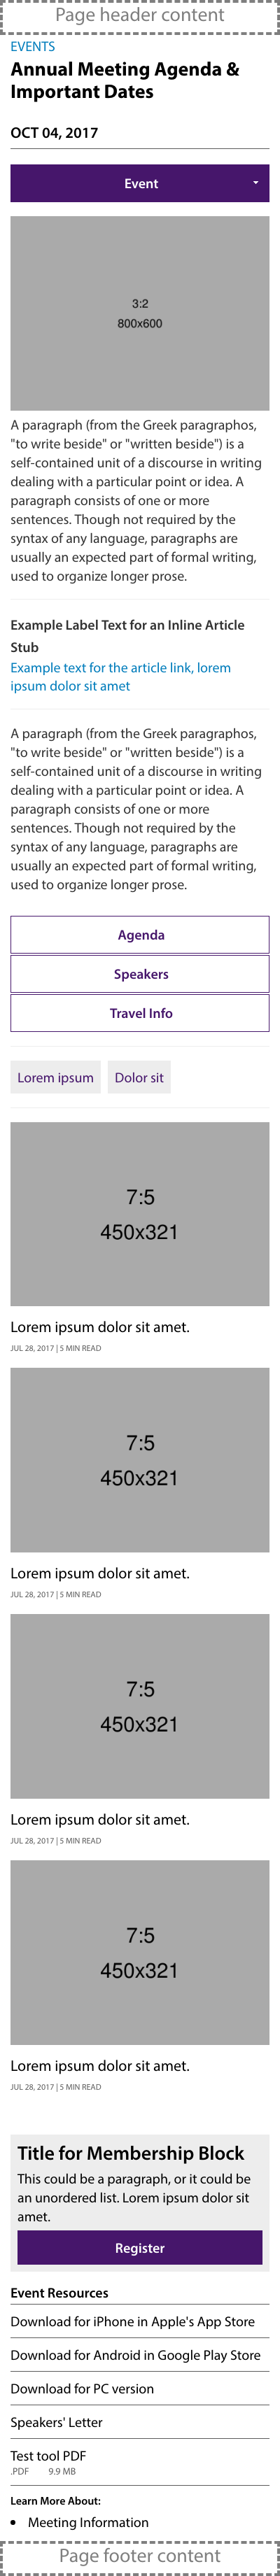 Page header content
EVENTS
Annual Meeting Agenda &
Important Dates
OCT 04, 2017
Event
3:2
800x600
A paragraph (from the Greek paragraphos,
"to write beside" or "written beside") is a
self-contained unit of a discourse in writing
dealing with a particular point or idea. A
paragraph consists of one or more
sentences. Though not required by the
syntax of any language, paragraphs are
usually an expected part of formal writing,
used to organize longer prose.
Example Label Text for an Inline Article
Stub
Example text for the article link, lorem
ipsum dolor sit amet
A paragraph (from the Greek paragraphos,
"to write beside" or "written beside") is a
self-contained unit of a discourse in writing
dealing with a particular point or idea. A
paragraph consists of one or more
sentences. Though not required by the
syntax of any language, paragraphs are
usually an expected part of formal writing,
used to organize longer prose.
Agenda
Speakers
Travel Info
Lorem ipsum Dolor sit
7:5
450x321
Lorem ipsum dolor sit amet.
JUL 28, 2017 | 5 MIN READ
7:5
450x321
Lorem ipsum dolor sit amet.
JUL 28, 2017 | 5 MIN READ
7:5
450x321
Lorem ipsum dolor sit amet.
JUL 28, 2017 | 5 MIN READ
7:5
450x321
Lorem ipsum dolor sit amet.
JUL 28, 2017 | 5 MIN READ
Title for Membership Block
This could be a paragraph, or it could be
an unordered list. Lorem ipsum dolor sit
amet.
Register
Event Resources
Download for iPhone in Apple's App Store
Download for Android in Google Play Store
Download for PC version
Speakers' Letter
Test tool PDF
.PDF 9.9 MB
Learn More About:
• Meeting Information
Page footer content